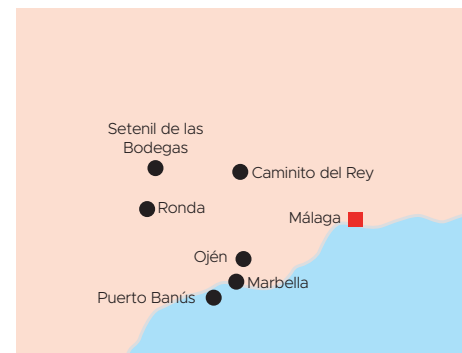 Setenil de las
Bodegas
Caminito del Rey
Ronda
Málaga
Ojén
Marbella
Puerto Banús